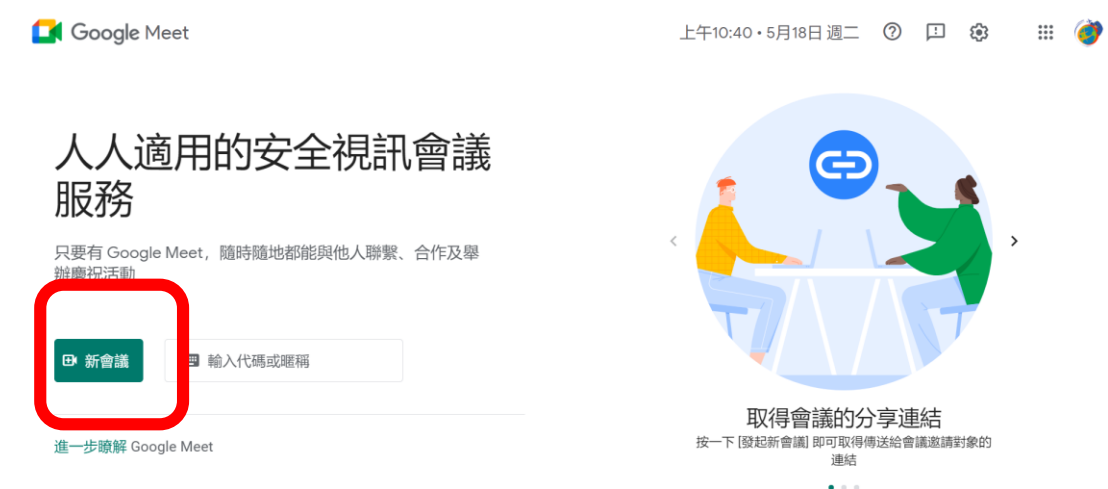 Google Meet
上午10:40 • 5月18日 週二
人人適用的安全視訊會議
服務
只要有 Google Meet，隨時隨地都能與他人聯繫、合作及舉
辦慶祝活動
新會議
輸入代碼或暱稱
進一步瞭解 Google Meet
取得會議的分享連結
按一下 [發起新會議] 即可取得傳送給會議邀請對象的
連結